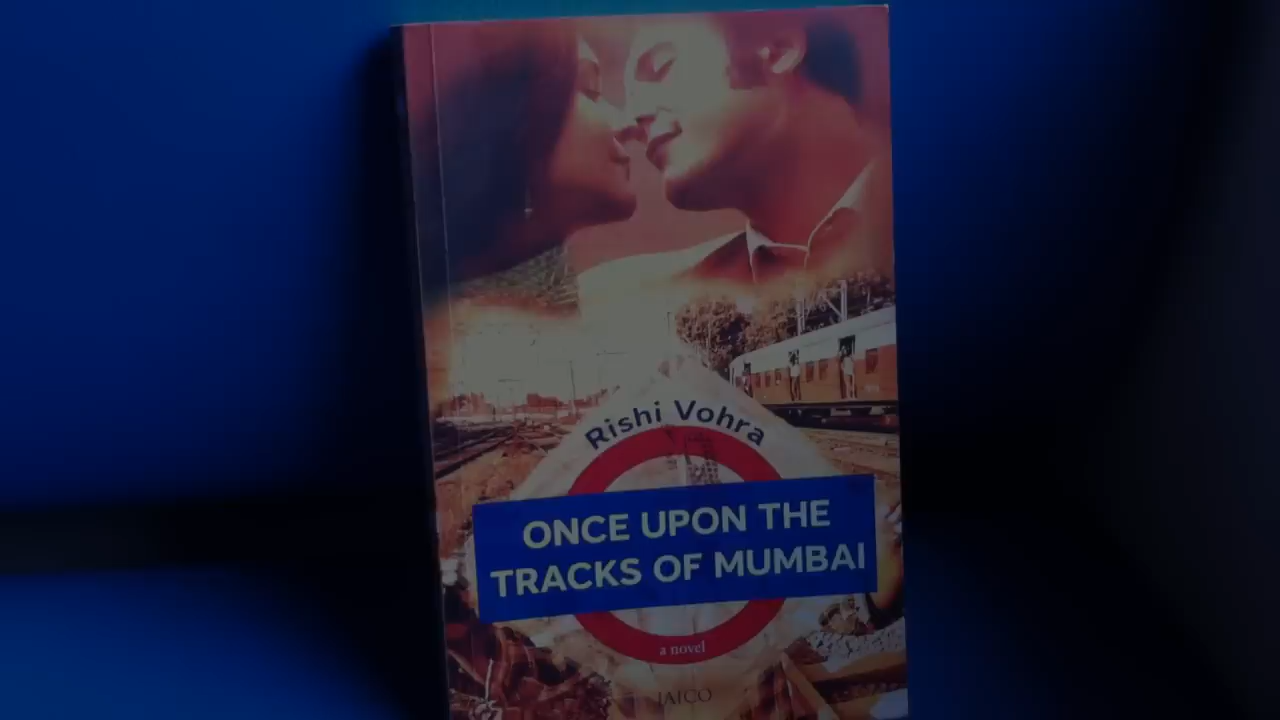 Rishi Vohra
ONCE UPON THE
TRACKS OF MUMBAI
a novel
JAICO